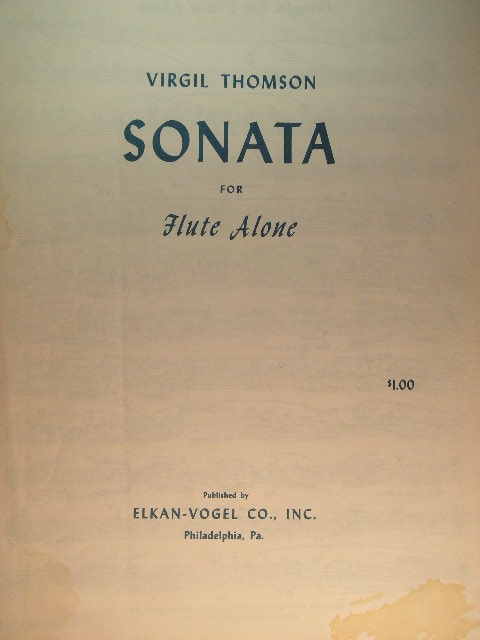 VIRGIL THOMSON
SONATA
FOR
Flute Alone
$1.00
Published by
ELKAN-VOGEL CO., INC.
Philadelphia, Pa.